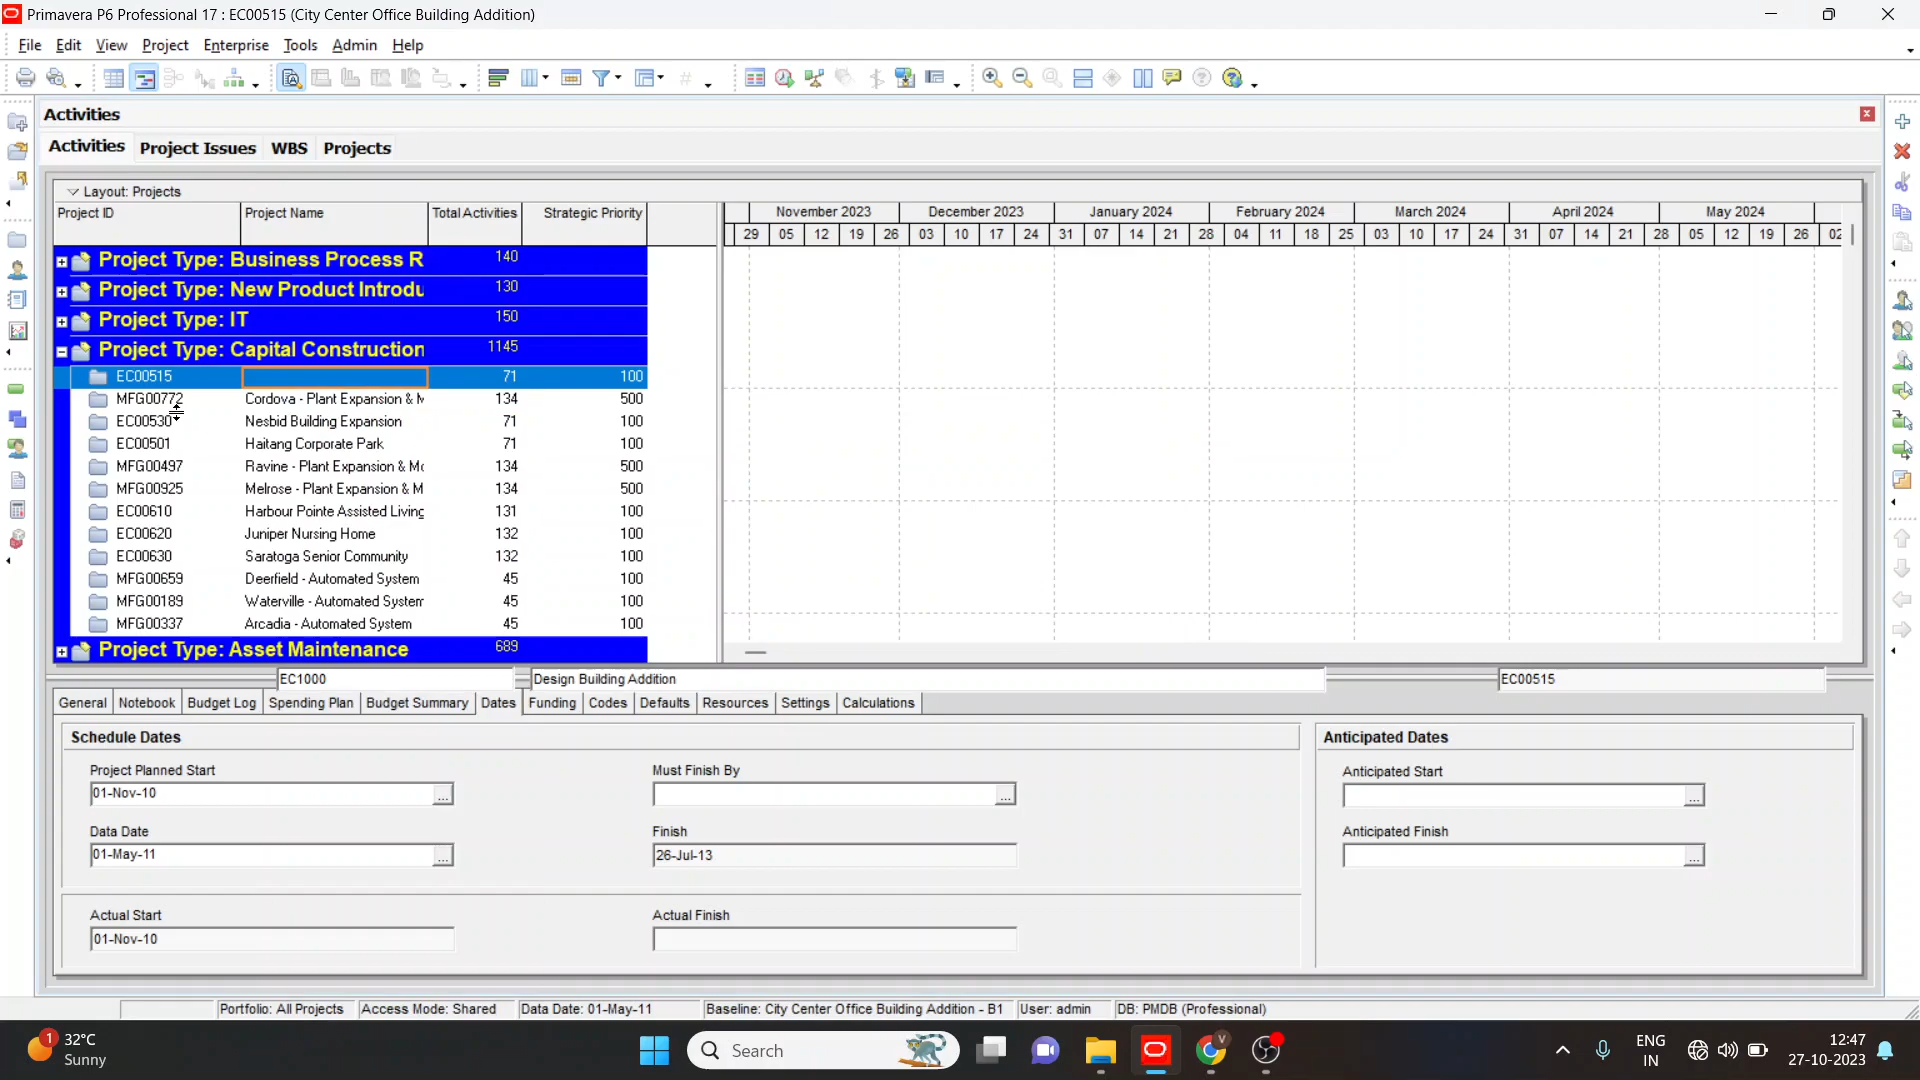 Primavera P6 Professional 17 : EC00515 (City Center Office Building Addition)
File Edit View Project Enterprise Tools Admin Help
Activities
Activities Project Issues WBS Projects
Layout: Projects
Project ID Project Name Total Activities Strategic Priority
November 2023 December 2023 January 2024 February 2024 March 2024 April 2024 May 2024
29 05 12 19 26 03 10 17 24 31 07 14 21 28 04 11 18 25 03 10 17 24 31 07 14 21 28 05 12 19 26 02
Project Type: Business Process R 140
Project Type: New Product Introdu 130
Project Type: IT 150
Project Type: Capital Construction 1145
EC00515 71 100
MFG00772 Cordova - Plant Expansion & M 134 500
EC00530 Nesbid Building Expansion 71 100
EC00501 Haitang Corporate Park 71 100
MFG00497 Ravine - Plant Expansion & Mo 134 500
MFG00925 Melrose - Plant Expansion & M 134 500
EC00610 Harbour Pointe Assisted Living 131 100
EC00620 Juniper Nursing Home 132 100
EC00630 Saratoga Senior Community 132 100
MFG00659 Deerfield - Automated System 45 100
MFG00189 Waterville - Automated System 45 100
MFG00337 Arcadia - Automated System 45 100
Project Type: Asset Maintenance 689
EC1000 Design Building Addition EC00515
General Notebook Budget Log Spending Plan Budget Summary Dates Funding Codes Defaults Resources Settings Calculations
Schedule Dates Anticipated Dates
Project Planned Start Must Finish By Anticipated Start
01-Nov-10
Data Date Finish Anticipated Finish
01-May-11 26-Jul-13
Actual Start Actual Finish
01-Nov-10
Portfolio: All Projects Access Mode: Shared Data Date: 01-May-11 Baseline: City Center Office Building Addition - B1 User: admin DB: PMDB (Professional)
1 32°C
Sunny
Search
V
ENG
IN
12:47
27-10-2023